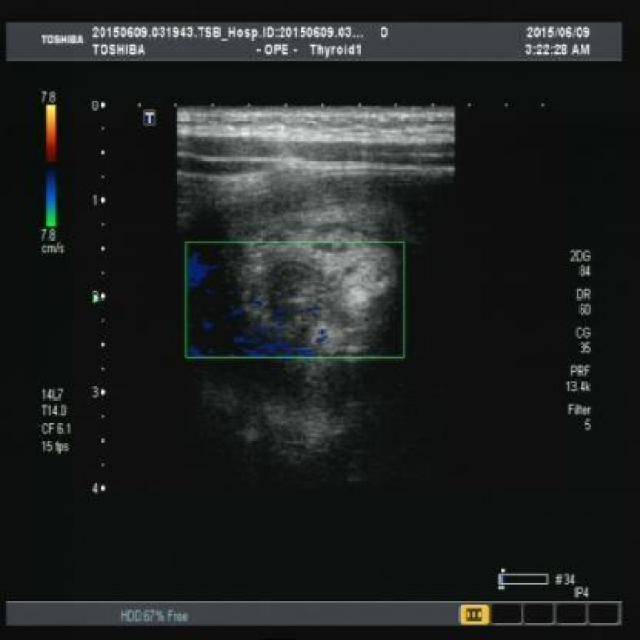 TOSHIBA
20150609.031943.TSB_Hosp.ID:20150609.03... D 2015/06/09
TOSHIBA - OPE - Thyroid1 3:22:28 AM
7.8
7.8
cm/s
0
T
1
2
3
4
2DG
84
DR
60
CG
35
PRF
13.4k
Filter
5
14L7
T14.0
CF 6.1
15 fps
#34
IP4
HDD 67% Free